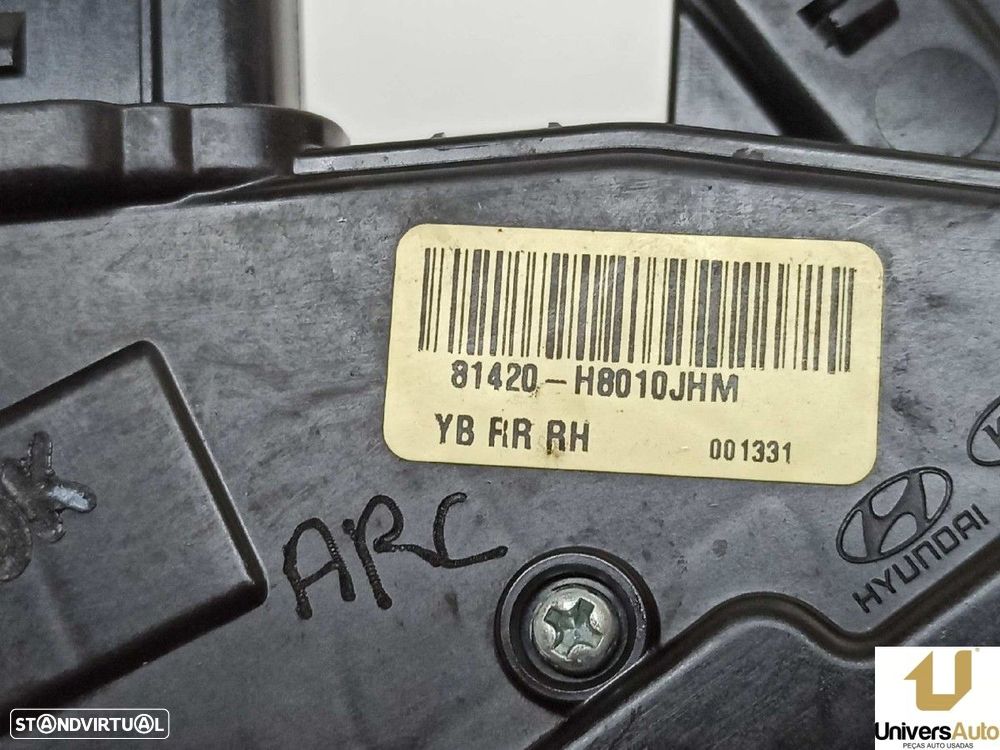 81420-H8010JHM
YB RR RH 001331
ARC
HYUNDAI
STANDVIRTUAL
UniversAuto
PEÇAS AUTO USADAS